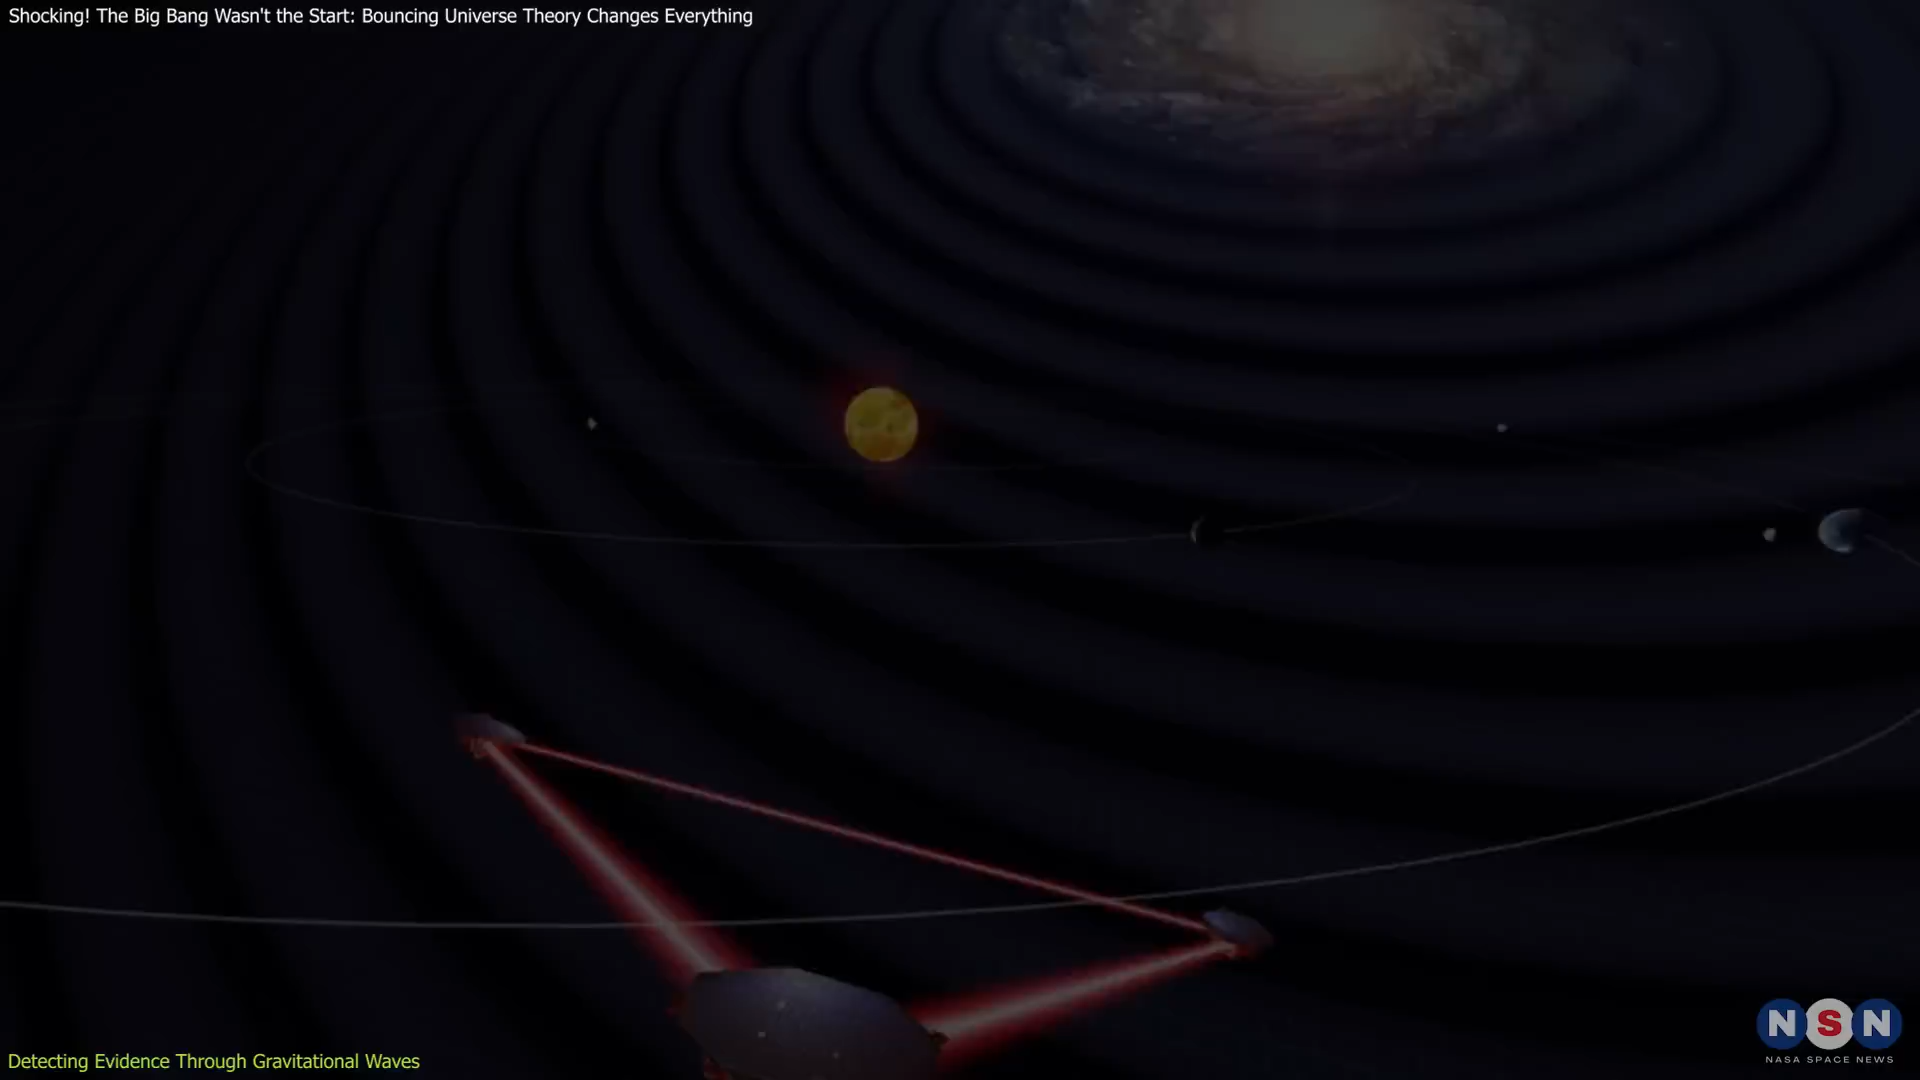 Shocking! The Big Bang Wasn't the Start: Bouncing Universe Theory Changes Everything
Detecting Evidence Through Gravitational Waves
NSN
NASA SPACE NEWS